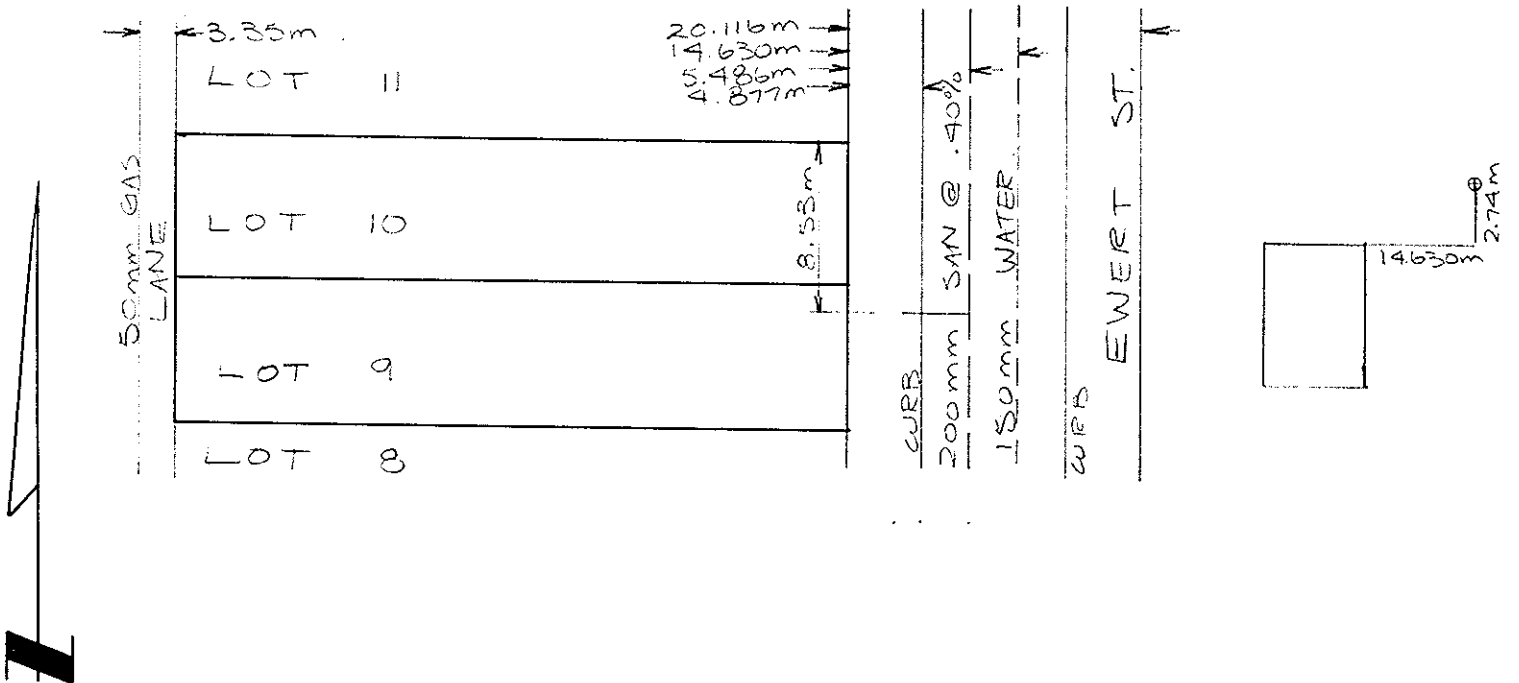 3.35m
20.116m
14.630m
5.486m
4.877m
LOT 11
50mm GAS
LANE
LOT 10
8.53m
200mm SAN @ .40%
150mm WATER
EWERT ST.
2.74m
14.630m
LOT 9
CURB
CURB
LOT 8